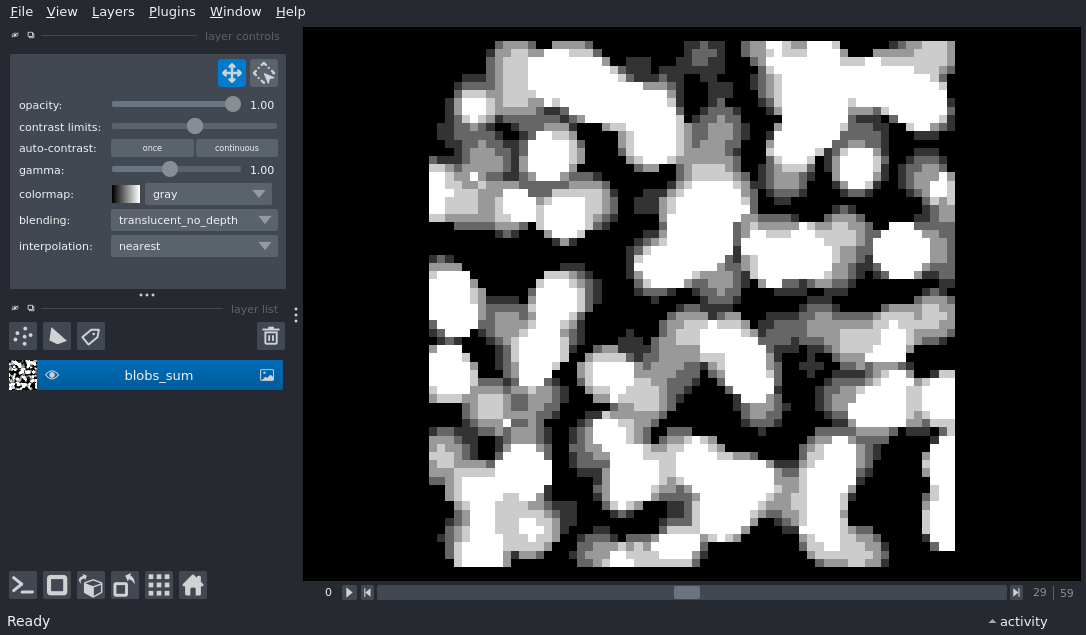 File View Layers Plugins Window Help
layer controls
opacity: 1.00
contrast limits:
auto-contrast: once continuous
gamma: 1.00
colormap: gray
blending: translucent_no_depth
interpolation: nearest
layer list
blobs_sum
0 29 59
Ready activity